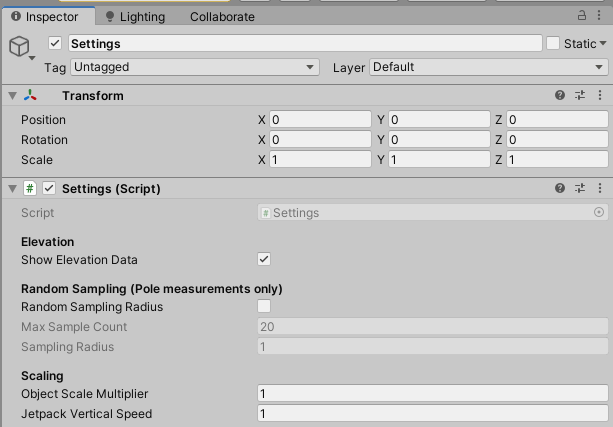 Inspector Lighting Collaborate
Settings Static
Tag Untagged Layer Default
Transform
Position X 0 Y 0 Z 0
Rotation X 0 Y 0 Z 0
Scale X 1 Y 1 Z 1
# Settings (Script)
Script # Settings
Elevation
Show Elevation Data
Random Sampling (Pole measurements only)
Random Sampling Radius
Max Sample Count 20
Sampling Radius 1
Scaling
Object Scale Multiplier 1
Jetpack Vertical Speed 1